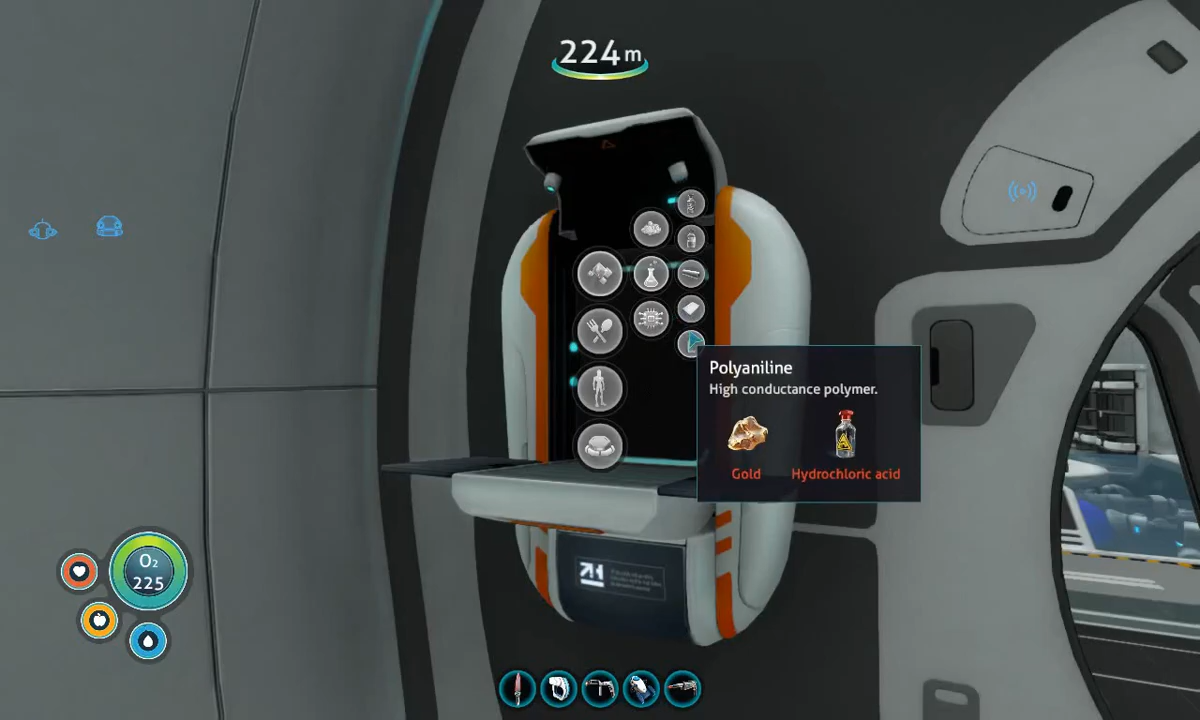 224m
Polyaniline
High conductance polymer.
Gold
Hydrochloric acid
O₂
225